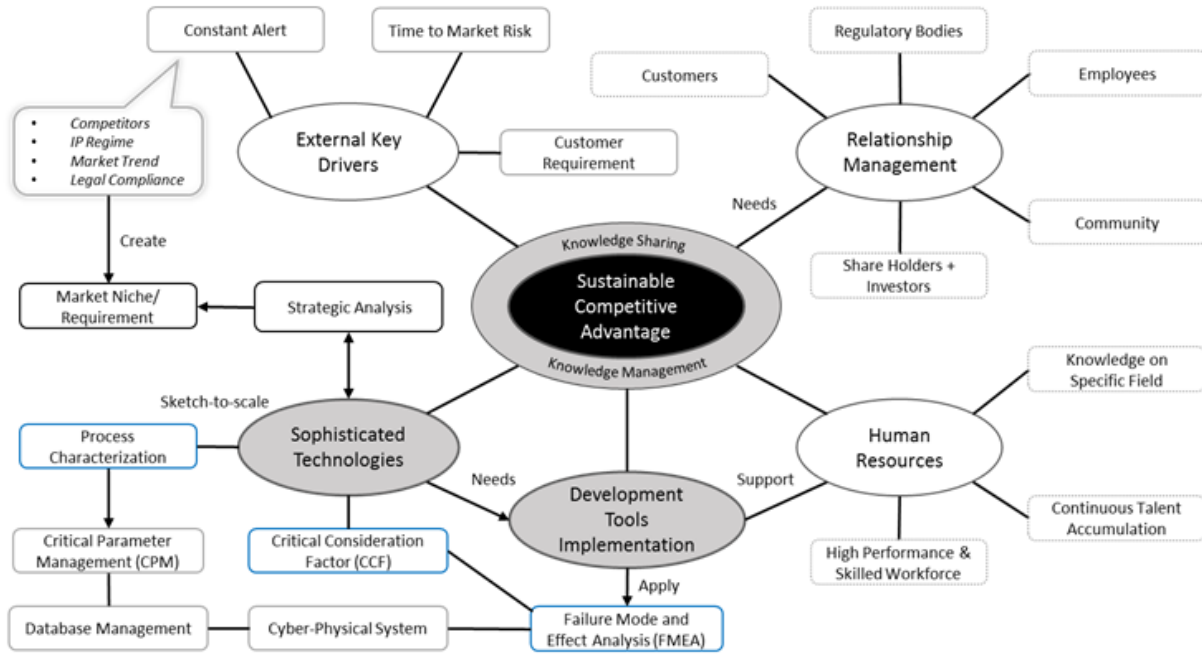 Constant Alert
Time to Market Risk
Regulatory Bodies
Customers
Employees
• Competitors
• IP Regime
• Market Trend
• Legal Compliance
External Key
Drivers
Customer
Requirement
Relationship
Management
Needs
Community
Create
Knowledge Sharing
Share Holders +
Investors
Market Niche/
Requirement
Strategic Analysis
Sustainable
Competitive
Advantage
Knowledge Management
Knowledge on
Specific Field
Sketch-to-scale
Process
Characterization
Sophisticated
Technologies
Human
Resources
Needs
Support
Development
Tools
Implementation
Continuous Talent
Accumulation
Critical Parameter
Management (CPM)
Critical Consideration
Factor (CCF)
High Performance &
Skilled Workforce
Apply
Database Management
Cyber-Physical System
Failure Mode and
Effect Analysis (FMEA)